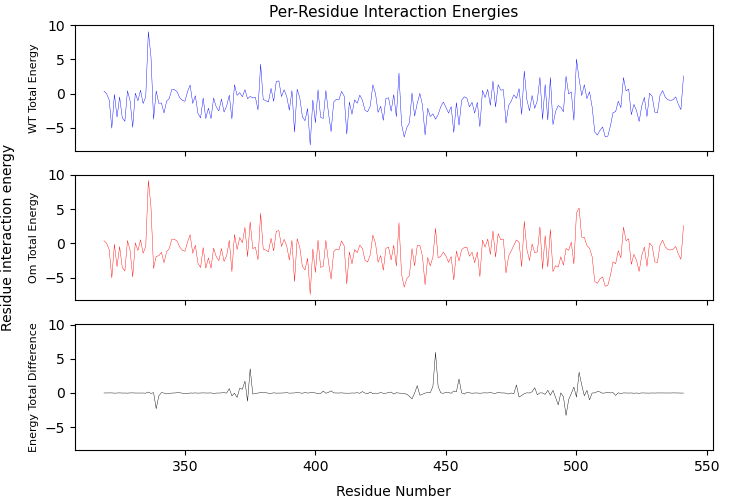 Per-Residue Interaction Energies
Residue interaction energy
WT Total Energy
10
5
0
−5
Om Total Energy
10
5
0
−5
Energy Total Difference
10
5
0
−5
350 400 450 500 550
Residue Number